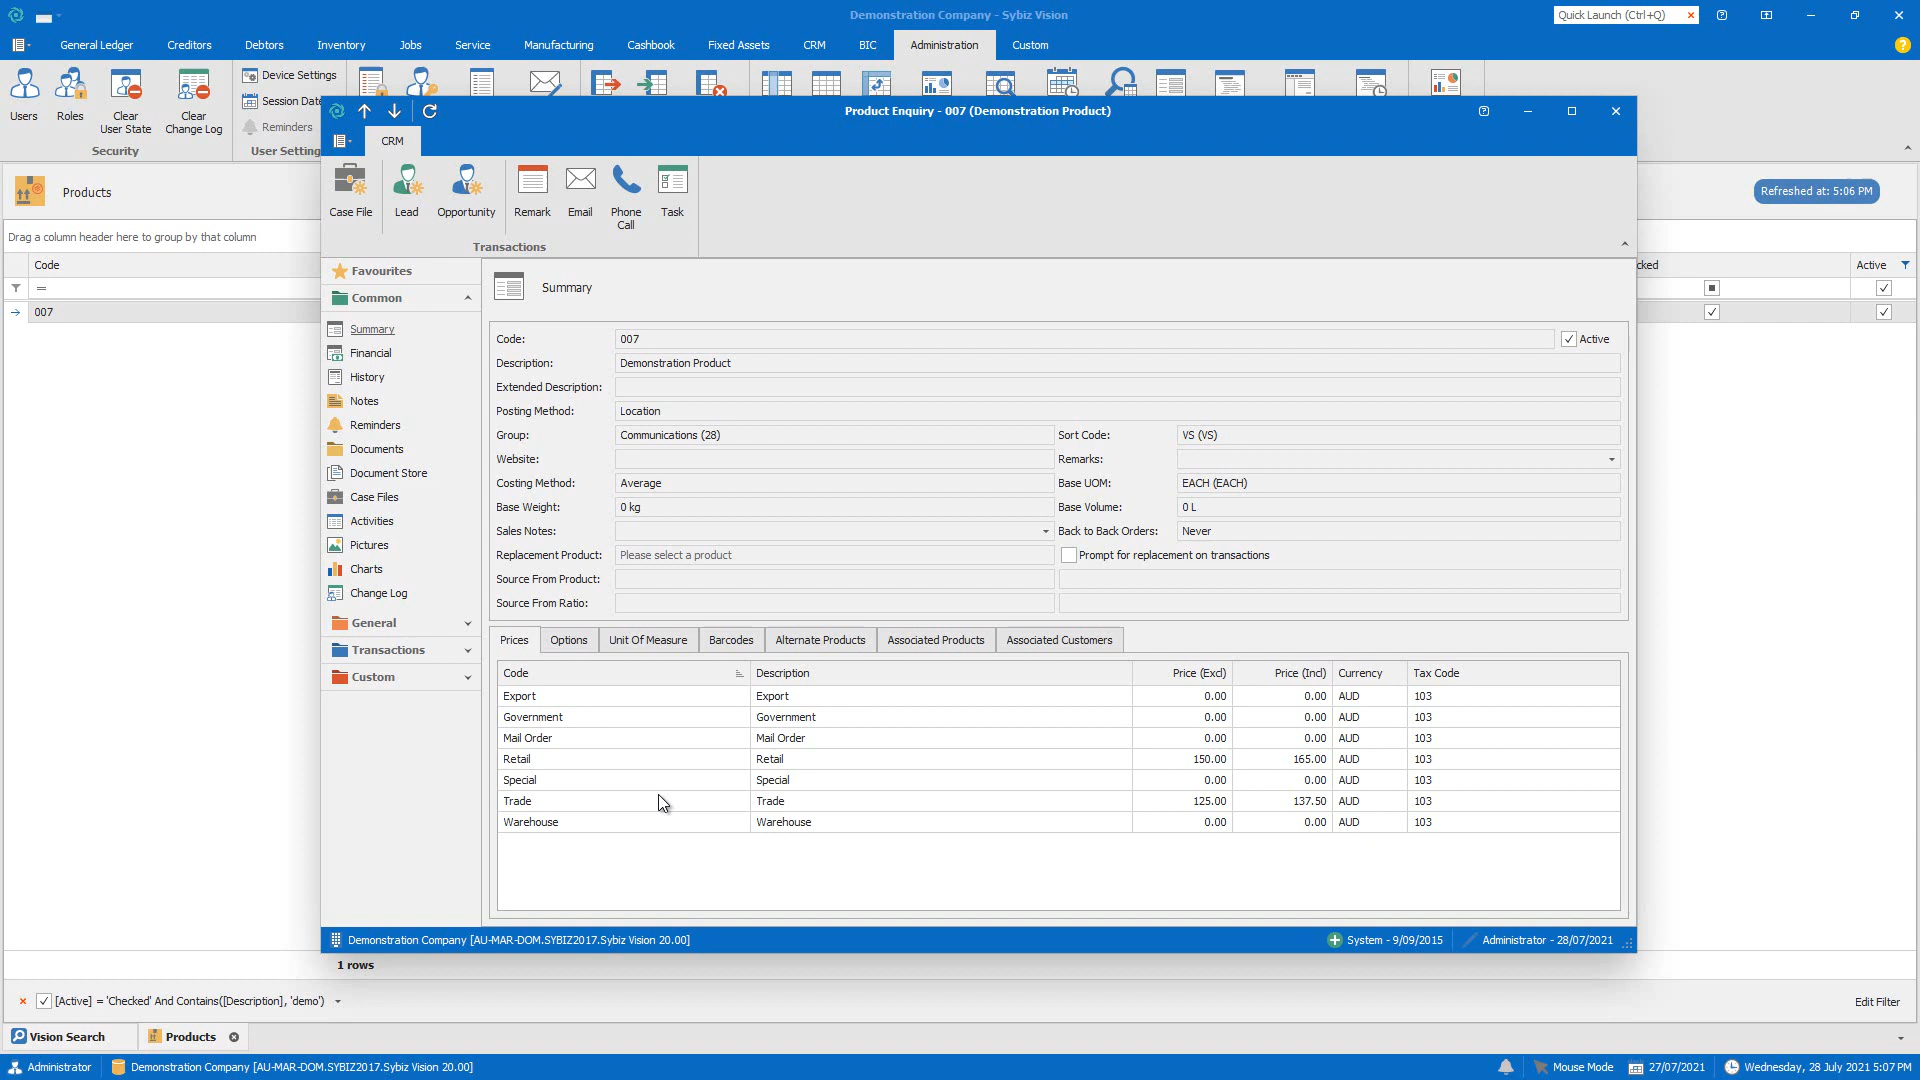 Demonstration Company - Sybiz Vision
Quick Launch (Ctrl+Q)
General Ledger Creditors Debtors Inventory Jobs Service Manufacturing Cashbook Fixed Assets CRM BIC Administration Custom
Users
Roles
Clear User State
Clear Change Log
Security
Device Settings
Session Date
Reminders
User Setting
Product Enquiry - 007 (Demonstration Product)
CRM
Case File
Lead
Opportunity
Remark
Email
Phone Call
Task
Transactions
Products
Refreshed at: 5:06 PM
Drag a column header here to group by that column
Code
cked
Active
=
007
Favourites
Common
Summary
Financial
History
Notes
Reminders
Documents
Document Store
Case Files
Activities
Pictures
Charts
Change Log
General
Transactions
Custom
Summary
Code: 007 Active
Description: Demonstration Product
Extended Description:
Posting Method: Location
Group: Communications (28) Sort Code: VS (VS)
Website: Remarks:
Costing Method: Average Base UOM: EACH (EACH)
Base Weight: 0 kg Base Volume: 0 L
Sales Notes: Back to Back Orders: Never
Replacement Product: Please select a product Prompt for replacement on transactions
Source From Product:
Source From Ratio:
Prices Options Unit Of Measure Barcodes Alternate Products Associated Products Associated Customers
Code Description Price (Excl) Price (Incl) Currency Tax Code
Export Export 0.00 0.00 AUD 103
Government Government 0.00 0.00 AUD 103
Mail Order Mail Order 0.00 0.00 AUD 103
Retail Retail 150.00 165.00 AUD 103
Special Special 0.00 0.00 AUD 103
Trade Trade 125.00 137.50 AUD 103
Warehouse Warehouse 0.00 0.00 AUD 103
Demonstration Company [AU-MAR-DOM.SYBIZ2017.Sybiz Vision 20.00] System - 9/09/2015 Administrator - 28/07/2021
1 rows
[Active] = 'Checked' And Contains([Description], 'demo') Edit Filter
Vision Search Products
Administrator Demonstration Company [AU-MAR-DOM.SYBIZ2017.Sybiz Vision 20.00] Mouse Mode 27/07/2021 Wednesday, 28 July 2021 5:07 PM